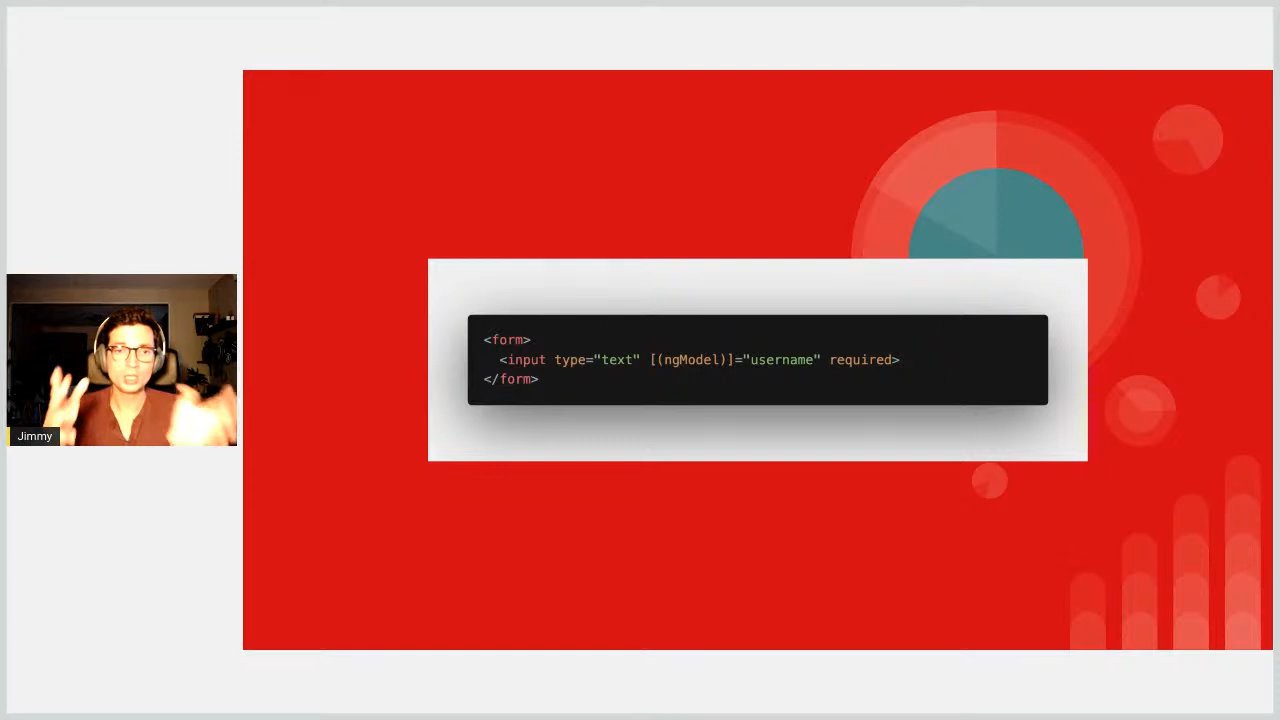 <form>
<input type="text" [(ngModel)]="username" required>
</form>
Jimmy